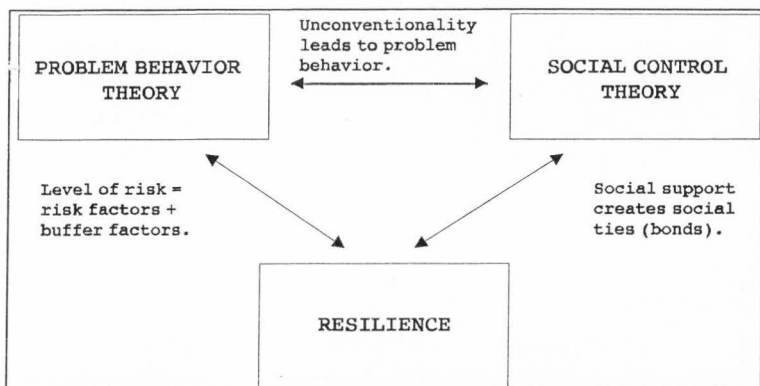 Unconventionality
leads to problem
behavior.
PROBLEM BEHAVIOR
THEORY
SOCIAL CONTROL
THEORY
Level of risk =
risk factors +
buffer factors.
Social support
creates social
ties (bonds).
RESILIENCE